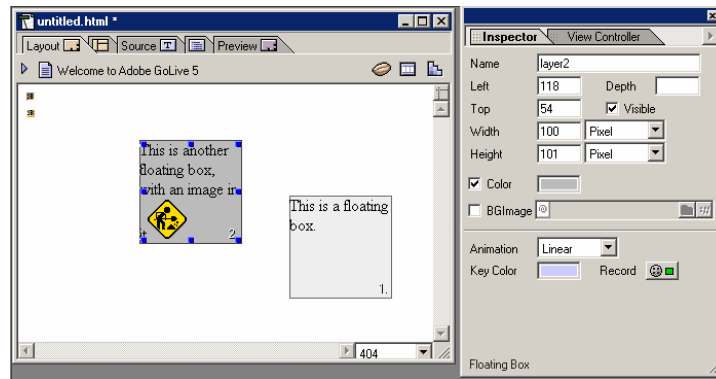 untitled.html *
Layout Source Preview
Welcome to Adobe GoLive 5
This is another
floating box,
with an image in
it
2.
This is a floating
box.
1.
404
Inspector View Controller
Name layer2
Left 118 Depth
Top 54 Visible
Width 100 Pixel
Height 101 Pixel
Color
BGImage
Animation Linear
Key Color Record
Floating Box